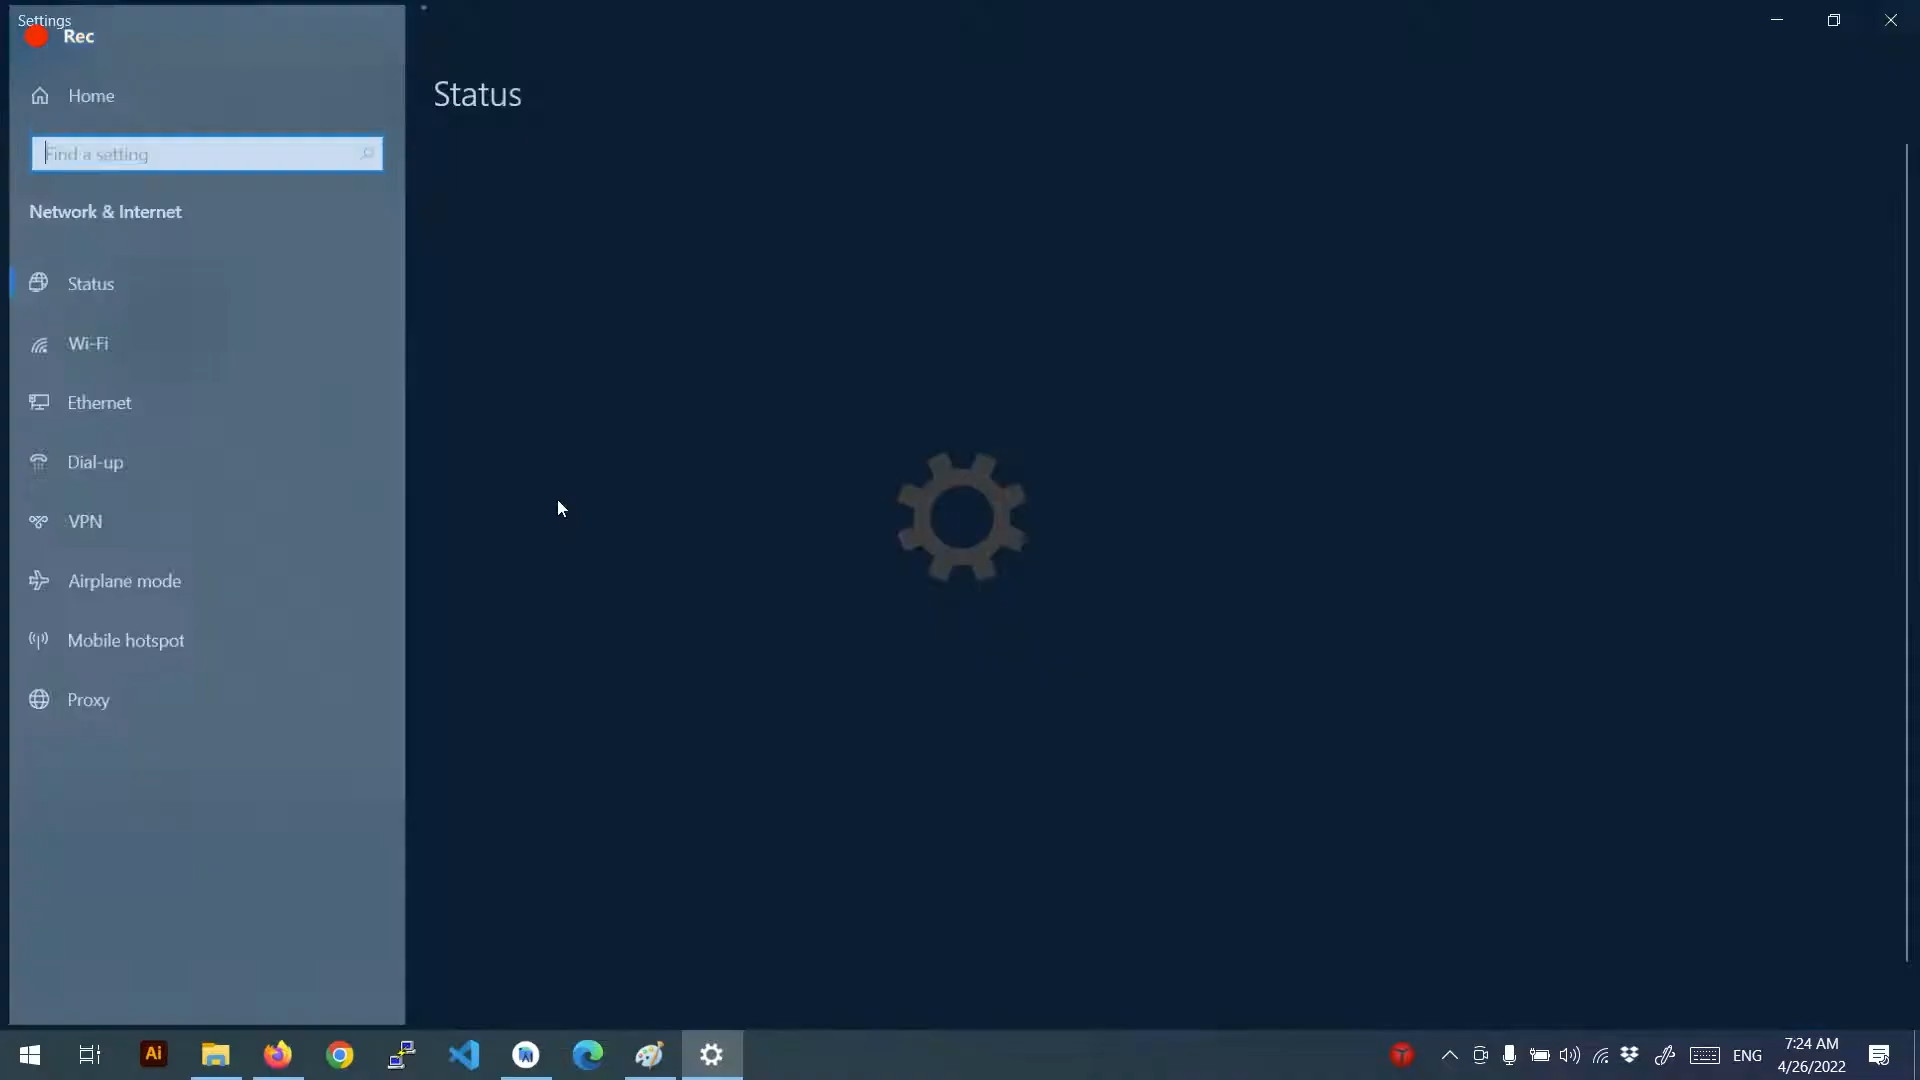 Settings
Rec
Home
Find a setting
Network & Internet
Status
Wi-Fi
Ethernet
Dial-up
VPN
Airplane mode
Mobile hotspot
Proxy
Status
Ai
ENG
7:24 AM
4/26/2022